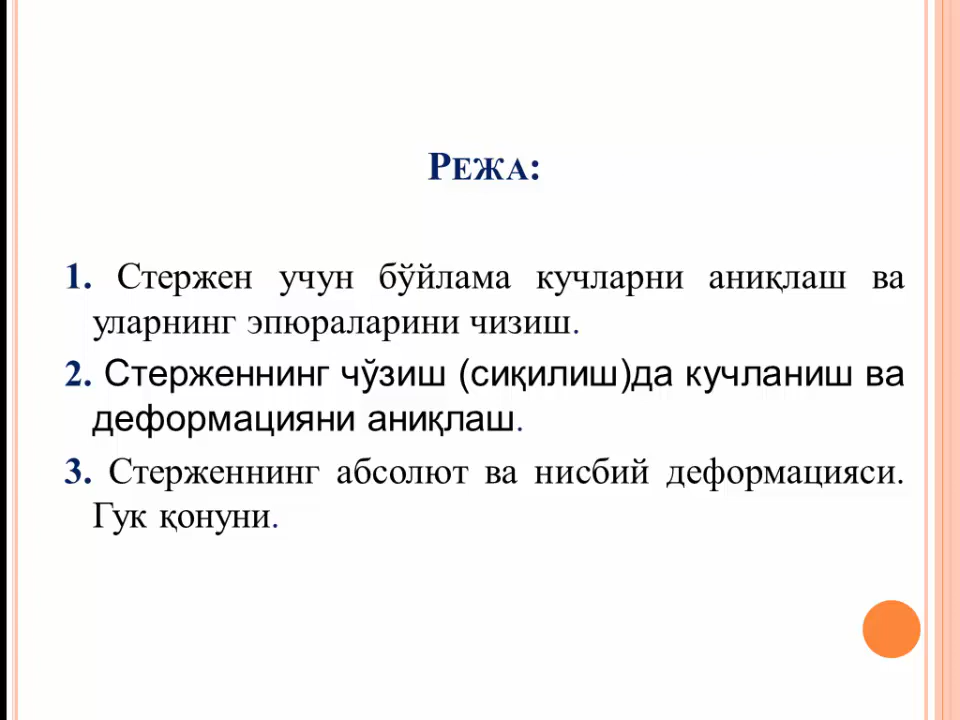 РЕЖА:
1. Стержен учун бўйлама кучларни аниқлаш ва
уларнинг эпюраларини чизиш.
2. Стерженнинг чўзиш (сиқилиш)да кучланиш ва
деформацияни аниқлаш.
3. Стерженнинг абсолют ва нисбий деформацияси.
Гук қонуни.